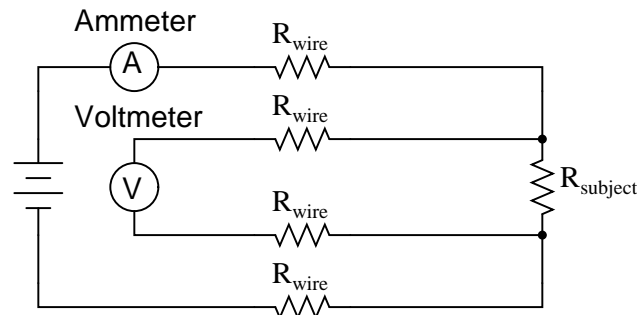 Ammeter
A
R_wire
Voltmeter
R_wire
V
R_subject
R_wire
R_wire